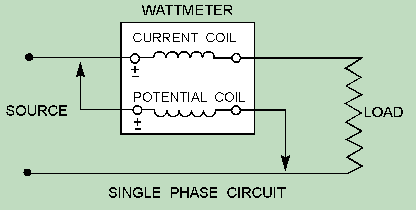 WATTMETER
CURRENT COIL
±
POTENTIAL COIL
±
SOURCE
LOAD
SINGLE PHASE CIRCUIT